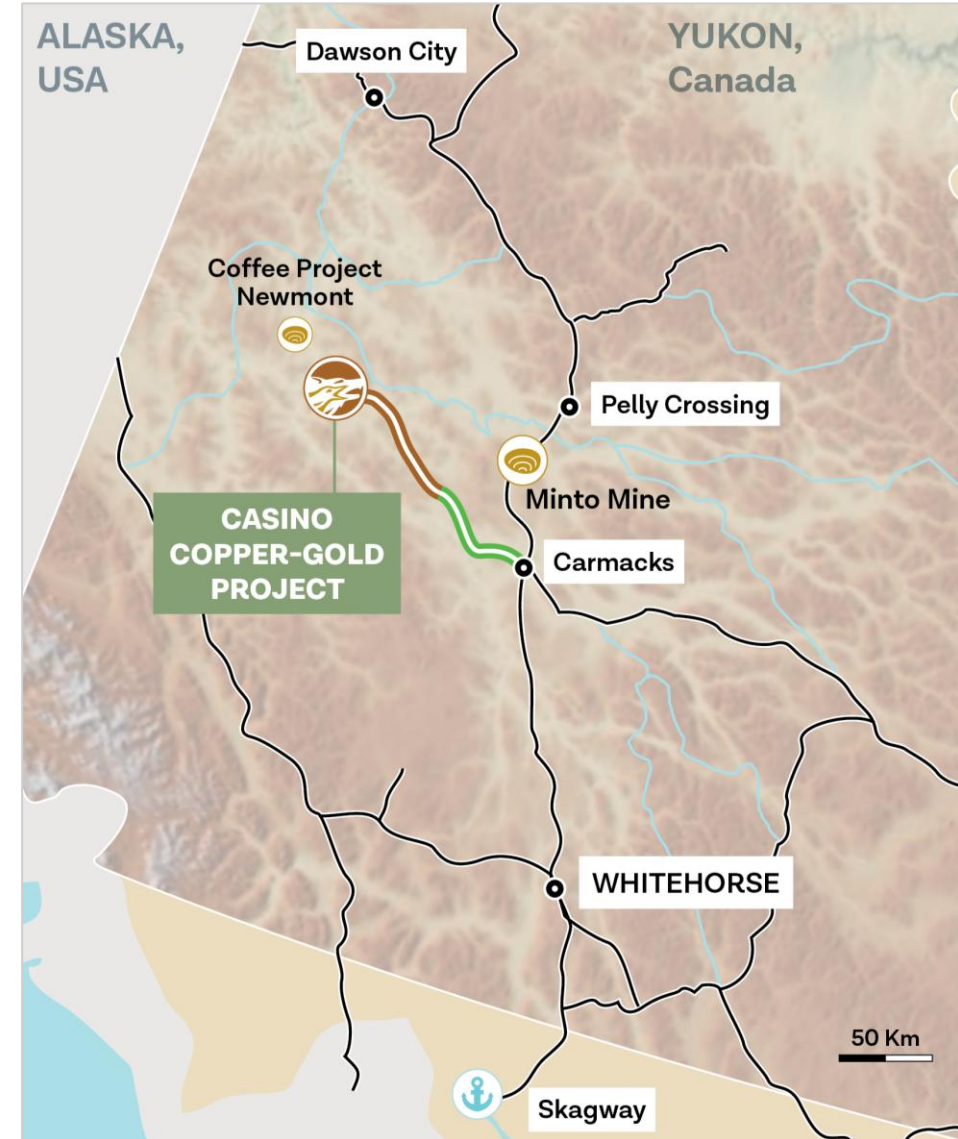 ALASKA,
USA
YUKON,
Canada
Dawson City
Coffee Project
Newmont
Pelly Crossing
Minto Mine
CASINO
COPPER-GOLD
PROJECT
Carmacks
WHITEHORSE
50 Km
Skagway